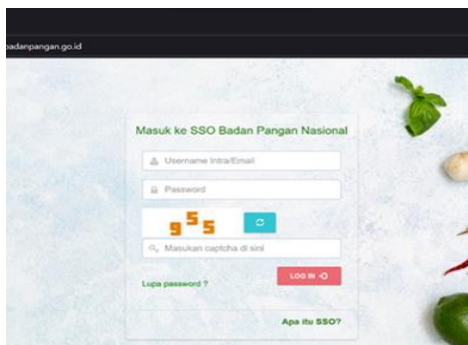 badanpangan.go.id
Masuk ke SSO Badan Pangan Nasional
Username Intra/Email
Password
955
Masukan captcha di sini
LOG IN
Lupa password ?
Apa itu SSO?